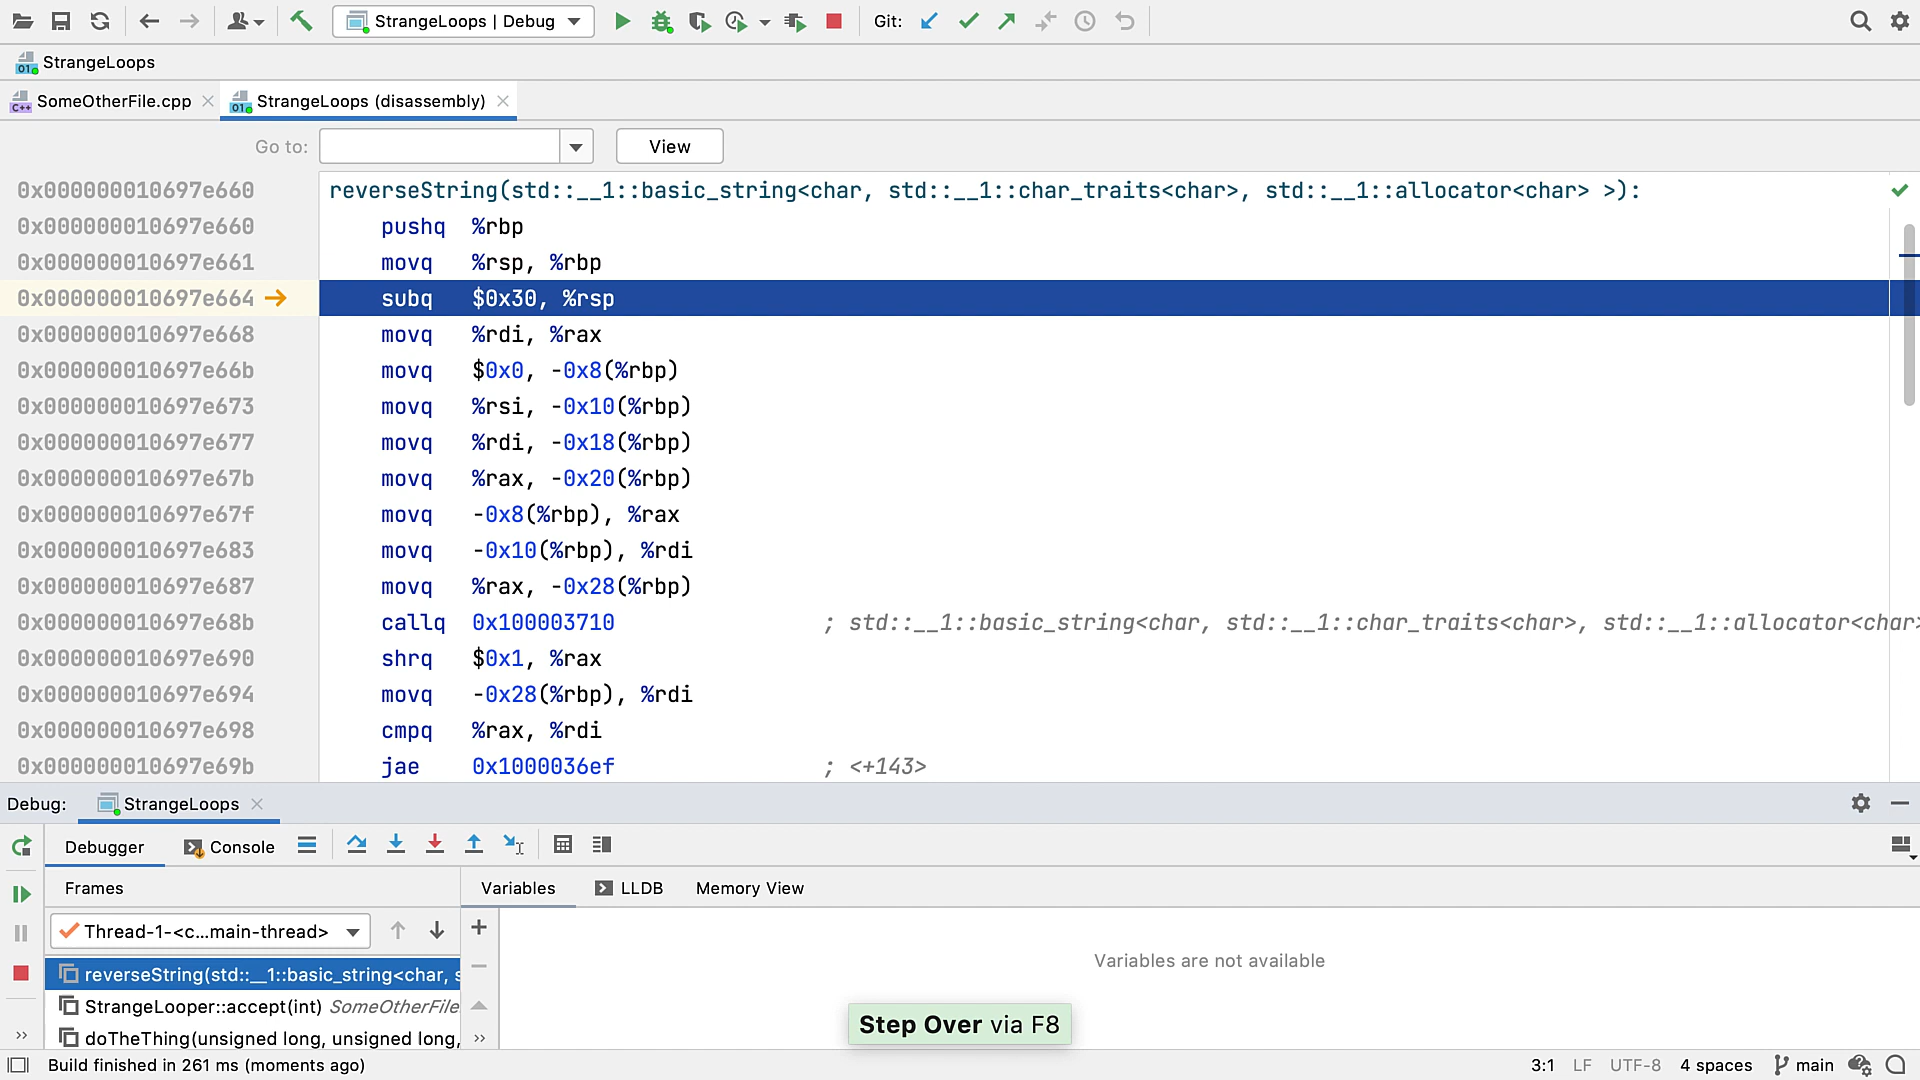 StrangeLoops | Debug
Git:
StrangeLoops
SomeOtherFile.cpp
StrangeLoops (disassembly)
Go to:
View
0x000000010697e660 reverseString(std::__1::basic_string<char, std::__1::char_traits<char>, std::__1::allocator<char> >):
0x000000010697e660 pushq %rbp
0x000000010697e661 movq %rsp, %rbp
0x000000010697e664 subq $0x30, %rsp
0x000000010697e668 movq %rdi, %rax
0x000000010697e66b movq $0x0, -0x8(%rbp)
0x000000010697e673 movq %rsi, -0x10(%rbp)
0x000000010697e677 movq %rdi, -0x18(%rbp)
0x000000010697e67b movq %rax, -0x20(%rbp)
0x000000010697e67f movq -0x8(%rbp), %rax
0x000000010697e683 movq -0x10(%rbp), %rdi
0x000000010697e687 movq %rax, -0x28(%rbp)
0x000000010697e68b callq 0x100003710 ; std::__1::basic_string<char, std::__1::char_traits<char>, std::__1::allocator<char>
0x000000010697e690 shrq $0x1, %rax
0x000000010697e694 movq -0x28(%rbp), %rdi
0x000000010697e698 cmpq %rax, %rdi
0x000000010697e69b jae 0x1000036ef ; <+143>
Debug: StrangeLoops
Debugger
Console
Frames
Variables
LLDB
Memory View
Thread-1-<c...main-thread>
reverseString(std::__1::basic_string<char, s
StrangeLooper::accept(int) SomeOtherFile
doTheThing(unsigned long, unsigned long,
Variables are not available
Step Over via F8
Build finished in 261 ms (moments ago)
3:1 LF UTF-8 4 spaces main